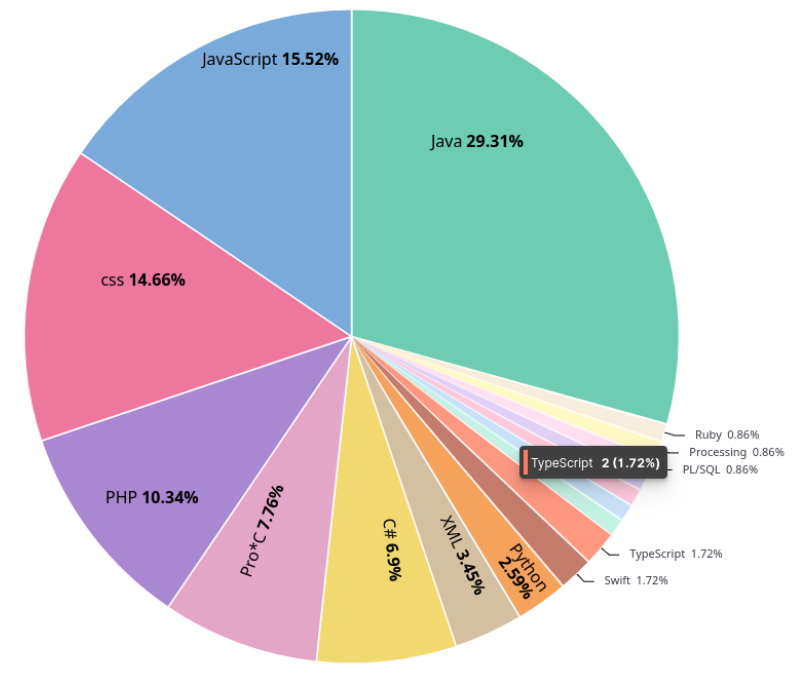 JavaScript 15.52%
Java 29.31%
css 14.66%
PHP 10.34%
Pro*C 7.76%
C# 6.9%
XML 3.45%
Python
2.59%
Ruby 0.86%
Processing 0.86%
PL/SQL 0.86%
TypeScript 2 (1.72%)
TypeScript 1.72%
Swift 1.72%